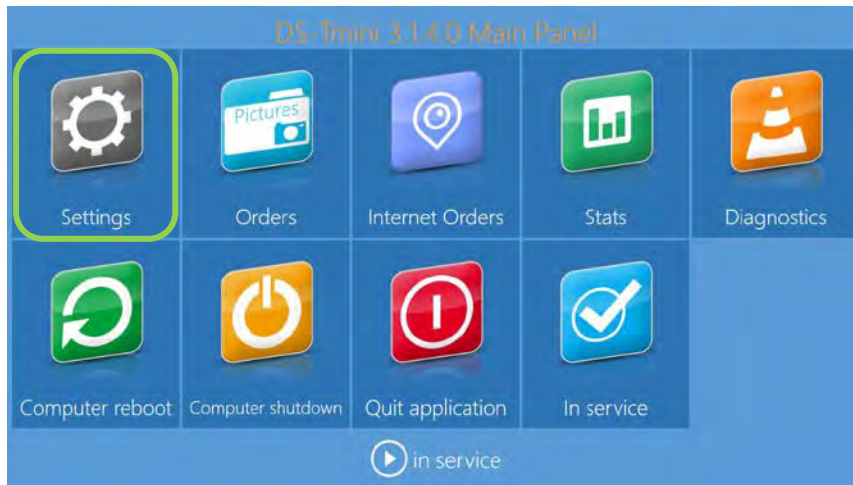 DS-Tmini 3.1.4.0 Main Panel
Pictures
Settings Orders Internet Orders Stats Diagnostics
Computer reboot Computer shutdown Quit application In service
in service